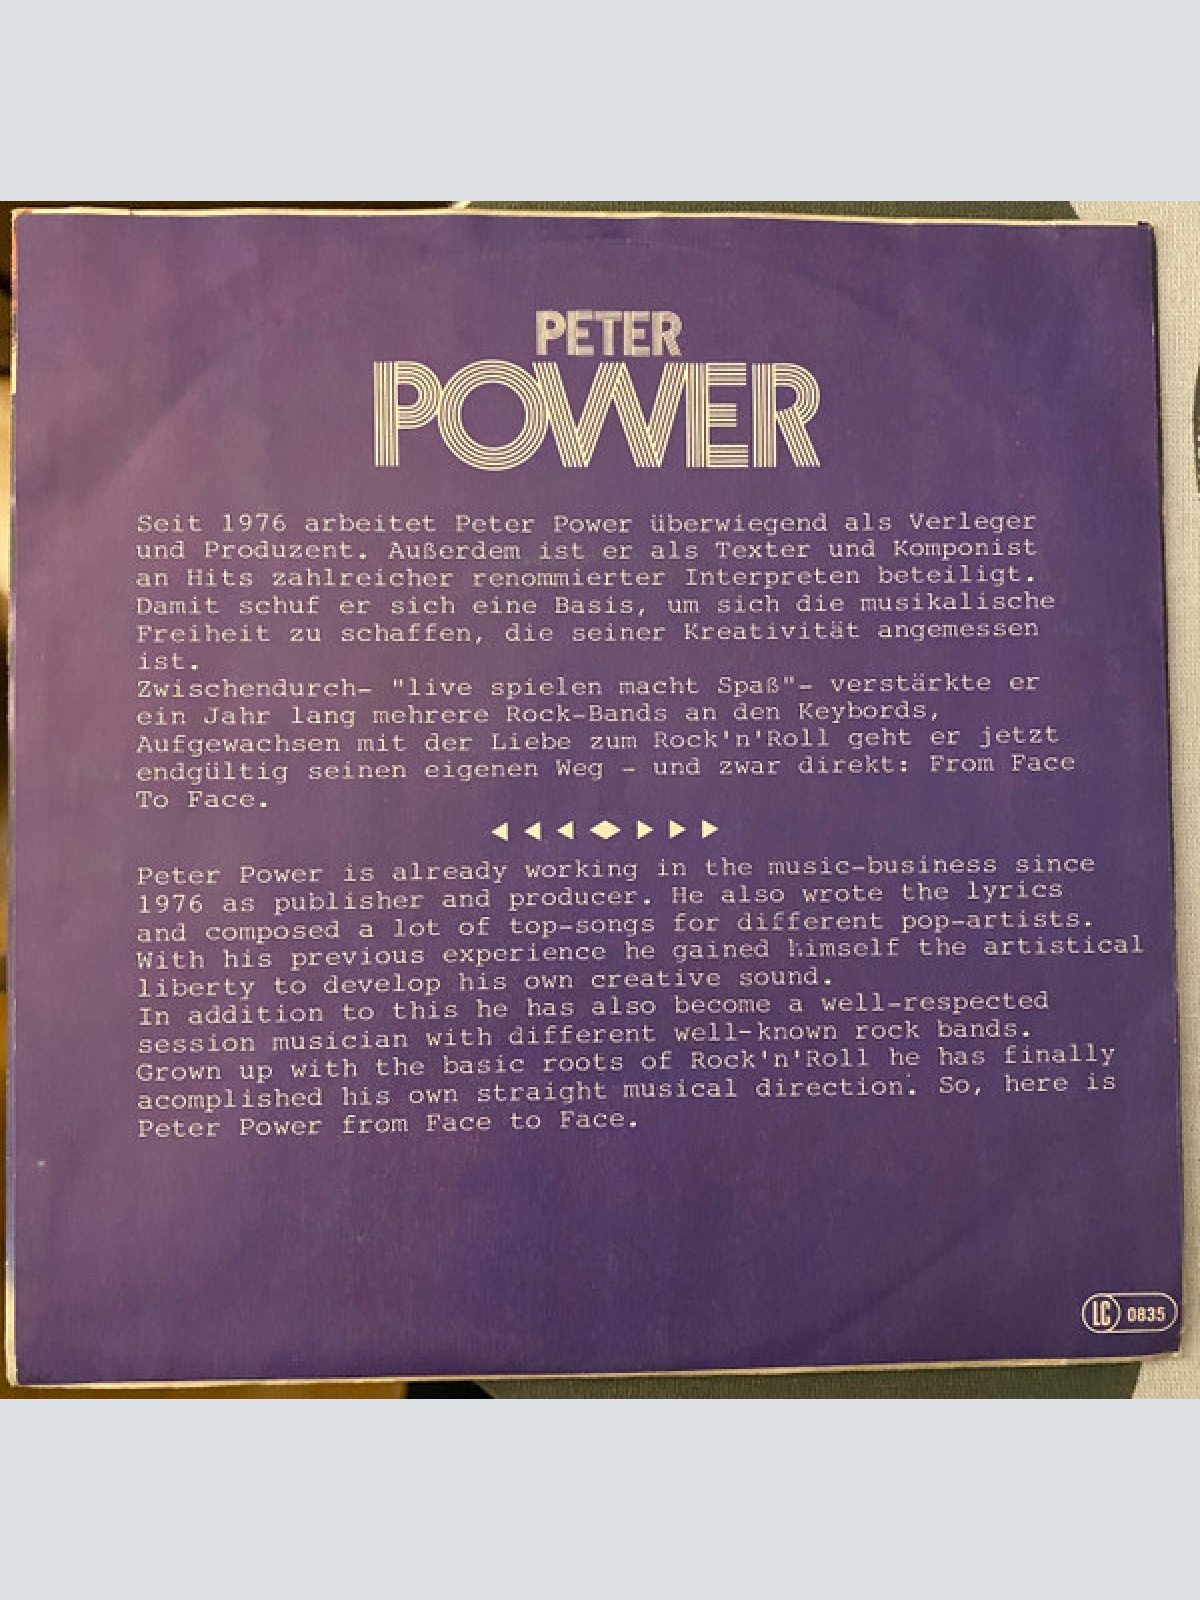 PETER
POWER
Seit 1976 arbeitet Peter Power überwiegend als Verleger
und Produzent. Außerdem ist er als Texter und Komponist
an Hits zahlreicher renommierter Interpreten beteiligt.
Damit schuf er sich eine Basis, um sich die musikalische
Freiheit zu schaffen, die seiner Kreativität angemessen
ist.
Zwischendurch- "live spielen macht Spaß"- verstärkte er
ein Jahr lang mehrere Rock-Bands an den Keybords,
Aufgewachsen mit der Liebe zum Rock'n'Roll geht er jetzt
endgültig seinen eigenen Weg - und zwar direkt: From Face
To Face.
Peter Power is already working in the music-business since
1976 as publisher and producer. He also wrote the lyrics
and composed a lot of top-songs for different pop-artists.
With his previous experience he gained himself the artistical
liberty to develop his own creative sound.
In addition to this he has also become a well-respected
session musician with different well-known rock bands.
Grown up with the basic roots of Rock'n'Roll he has finally
acomplished his own straight musical direction. So, here is
Peter Power from Face to Face.
LC 0835